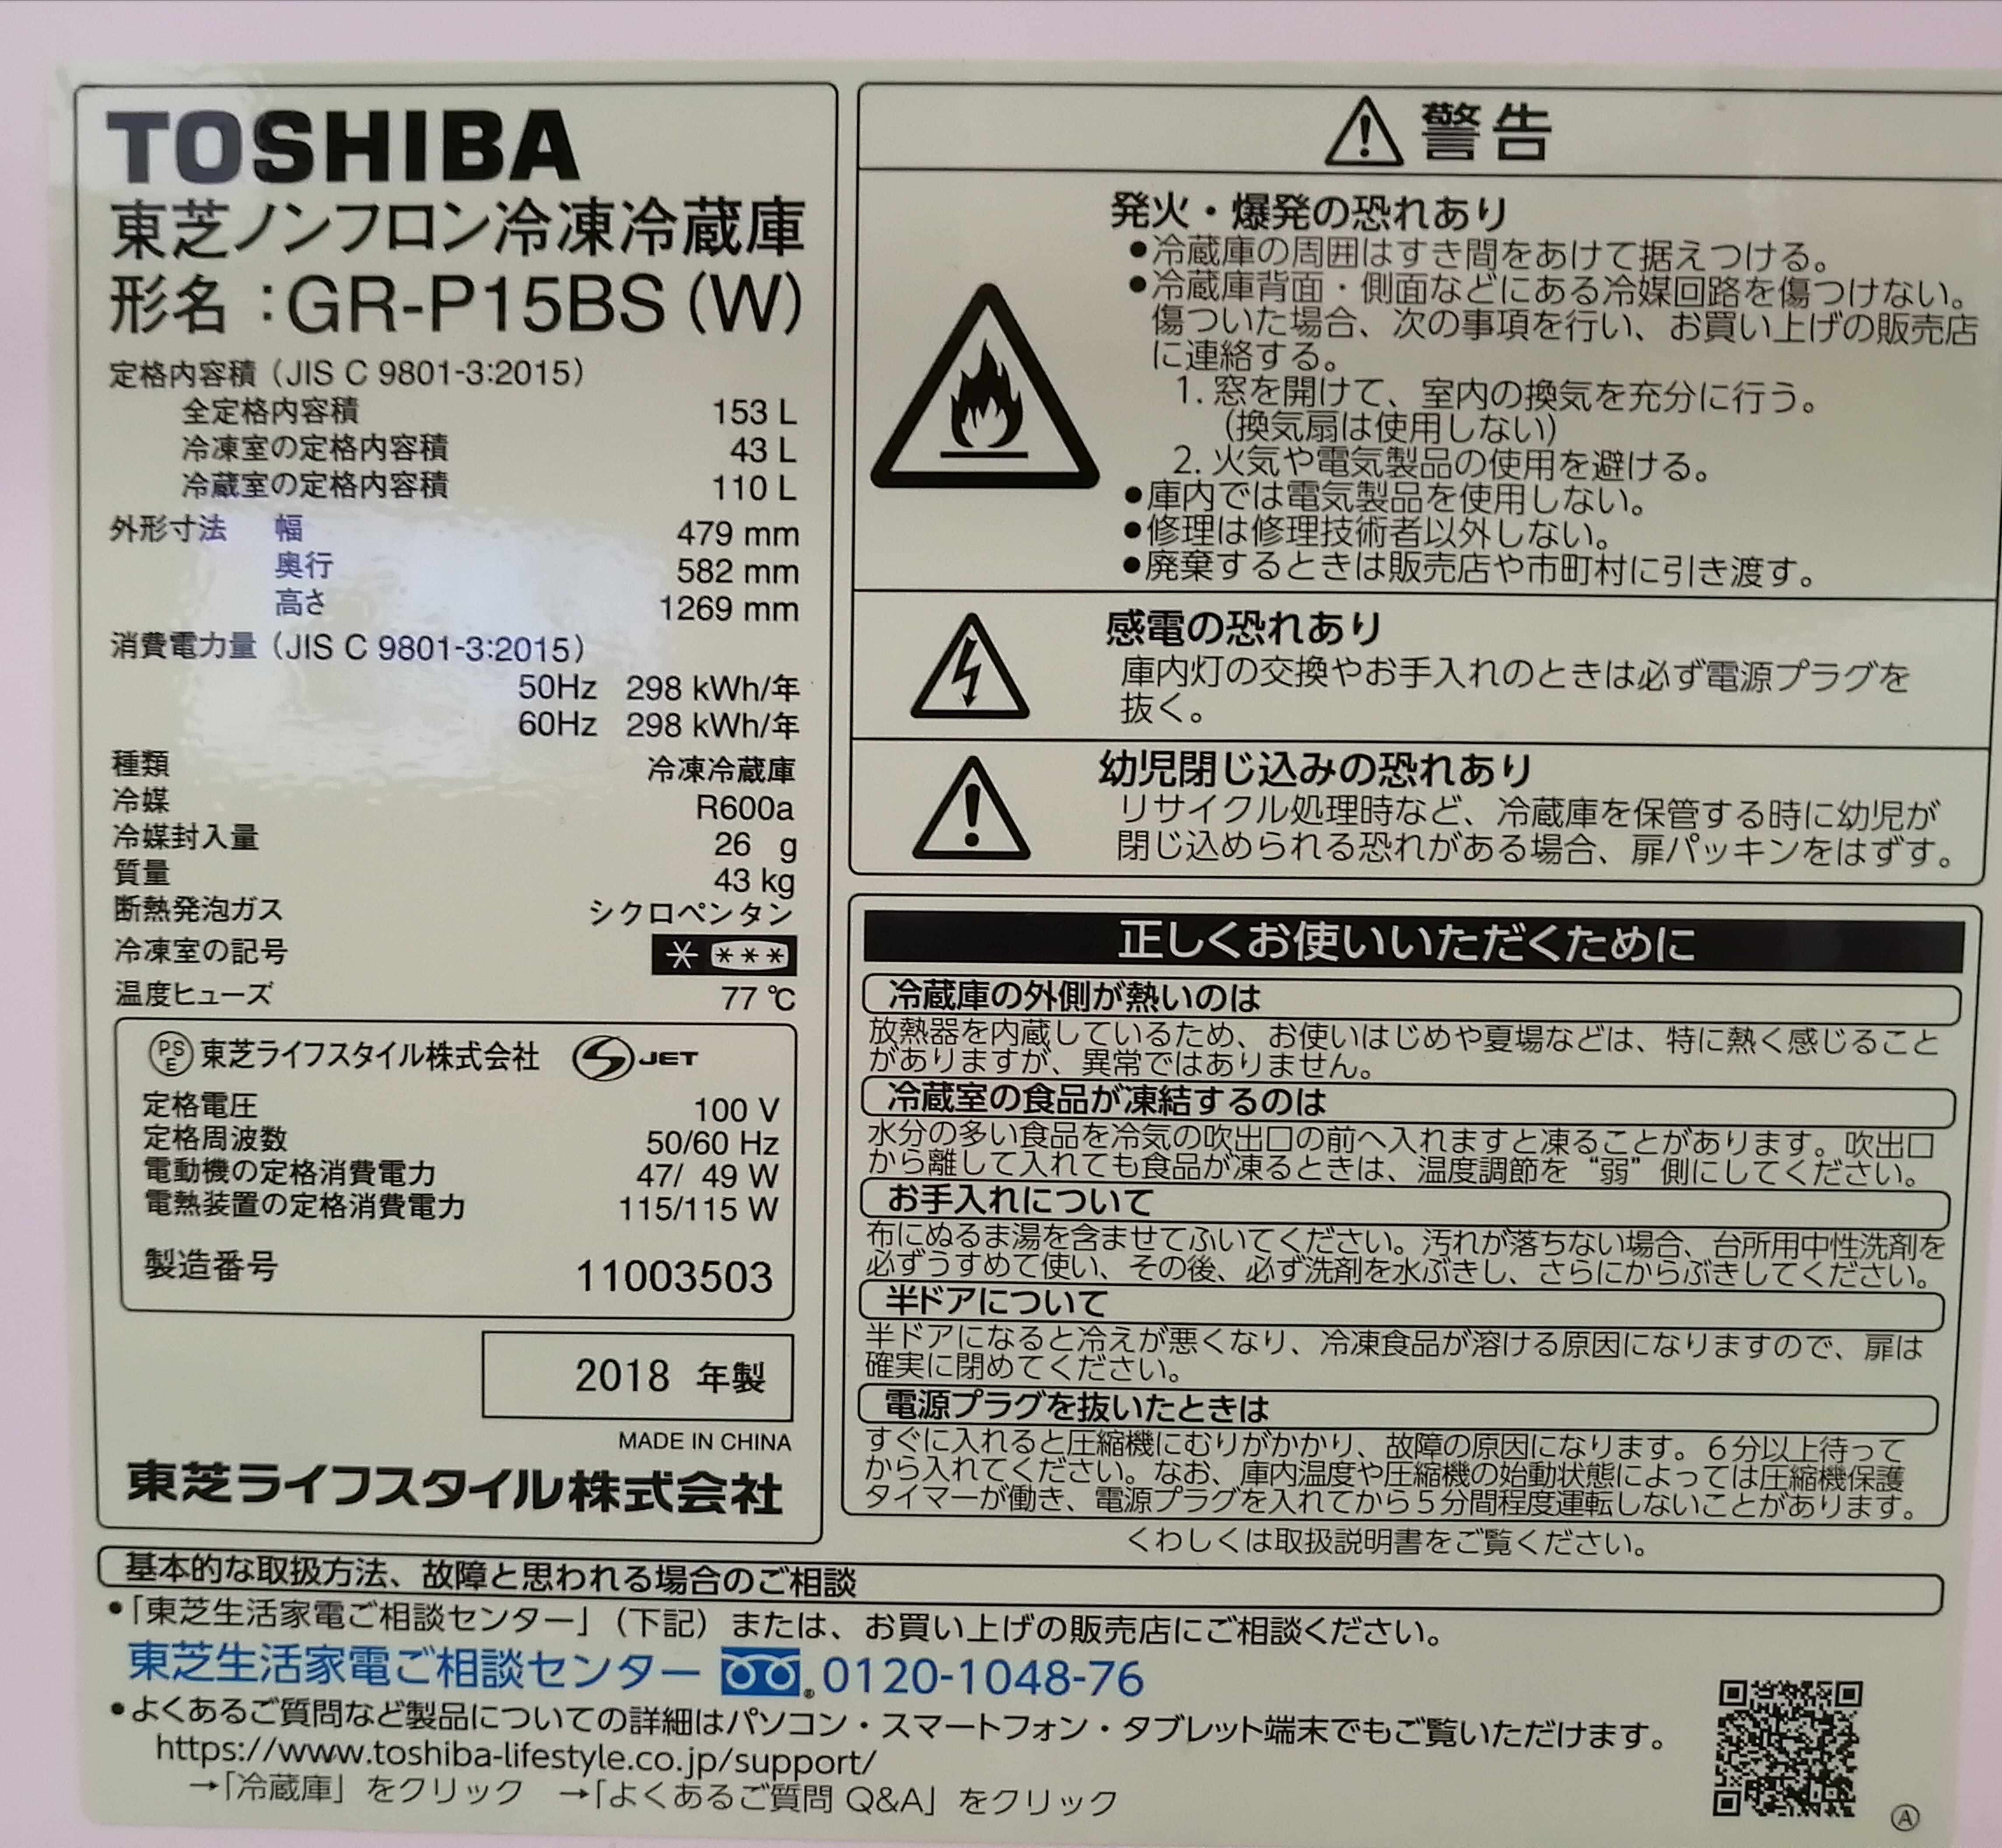 TOSHIBA
東芝ノンフロン冷凍冷蔵庫
形名：GR-P15BS (W)
定格内容積（JIS C 9801-3:2015）
全定格内容積 153 L
冷凍室の定格内容積 43 L
冷蔵室の定格内容積 110 L
外形寸法 幅 479 mm
奥行 582 mm
高さ 1269 mm
消費電力量（JIS C 9801-3:2015）
50Hz 298 kWh/年
60Hz 298 kWh/年
種類 冷凍冷蔵庫
冷媒 R600a
冷媒封入量 26 g
質量 43 kg
断熱発泡ガス シクロペンタン
冷凍室の記号 * ***
温度ヒューズ 77 ℃
PSE 東芝ライフスタイル株式会社 S JET
定格電圧 100 V
定格周波数 50/60 Hz
電動機の定格消費電力 47/ 49 W
電熱装置の定格消費電力 115/115 W
製造番号 11003503
2018 年製
MADE IN CHINA
東芝ライフスタイル株式会社
警告
発火・爆発の恐れあり
●冷蔵庫の周囲はすき間をあけて据えつける。
●冷蔵庫背面・側面などにある冷媒回路を傷つけない。
傷ついた場合、次の事項を行い、お買い上げの販売店
に連絡する。
1. 窓を開けて、室内の換気を充分に行う。
（換気扇は使用しない）
2. 火気や電気製品の使用を避ける。
●庫内では電気製品を使用しない。
●修理は修理技術者以外しない。
●廃棄するときは販売店や市町村に引き渡す。
感電の恐れあり
庫内灯の交換やお手入れのときは必ず電源プラグを
抜く。
幼児閉じ込みの恐れあり
リサイクル処理時など、冷蔵庫を保管する時に幼児が
閉じ込められる恐れがある場合、扉パッキンをはずす。
正しくお使いいただくために
冷蔵庫の外側が熱いのは
放熱器を内蔵しているため、お使いはじめや夏場などは、特に熱く感じること
がありますが、異常ではありません。
冷蔵室の食品が凍結するのは
水分の多い食品を冷気の吹出口の前へ入れますと凍ることがあります。吹出口
から離して入れても食品が凍るときは、温度調節を“弱”側にしてください。
お手入れについて
布にぬるま湯を含ませてふいてください。汚れが落ちない場合、台所用中性洗剤を
必ずうすめて使い、その後、必ず洗剤を水ぶきし、さらにからぶきしてください。
半ドアについて
半ドアになると冷えが悪くなり、冷凍食品が溶ける原因になりますので、扉は
確実に閉めてください。
電源プラグを抜いたときは
すぐに入れると圧縮機にむりがかかり、故障の原因になります。６分以上待って
から入れてください。なお、庫内温度や圧縮機の始動状態によっては圧縮機保護
タイマーが働き、電源プラグを入れてから５分間程度運転しないことがあります。
くわしくは取扱説明書をご覧ください。
基本的な取扱方法、故障と思われる場合のご相談
●「東芝生活家電ご相談センター」（下記）または、お買い上げの販売店にご相談ください。
東芝生活家電ご相談センター ® 0120-1048-76
●よくあるご質問など製品についての詳細はパソコン・スマートフォン・タブレット端末でもご覧いただけます。
https://www.toshiba-lifestyle.co.jp/support/
→「冷蔵庫」をクリック →「よくあるご質問 Q&A」をクリック
Ⓐ